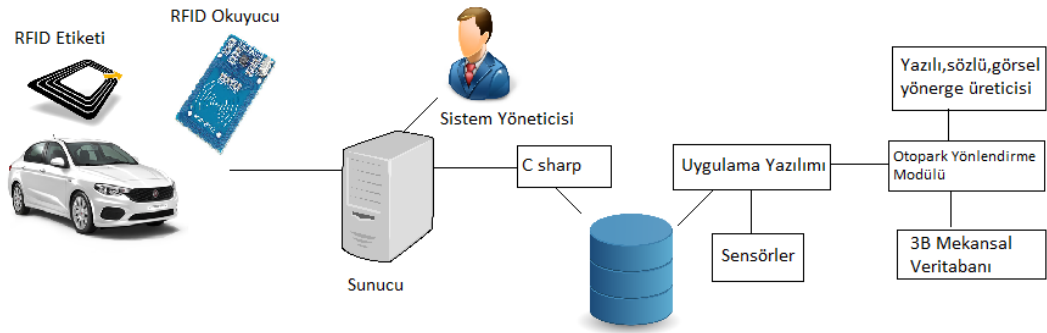 RFID Etiketi
RFID Okuyucu
Sistem Yöneticisi
Sunucu
C sharp
Uygulama Yazılımı
Sensörler
Yazılı,sözlü,görsel
yönerge üreticisi
Otopark Yönlendirme
Modülü
3B Mekansal
Veritabanı